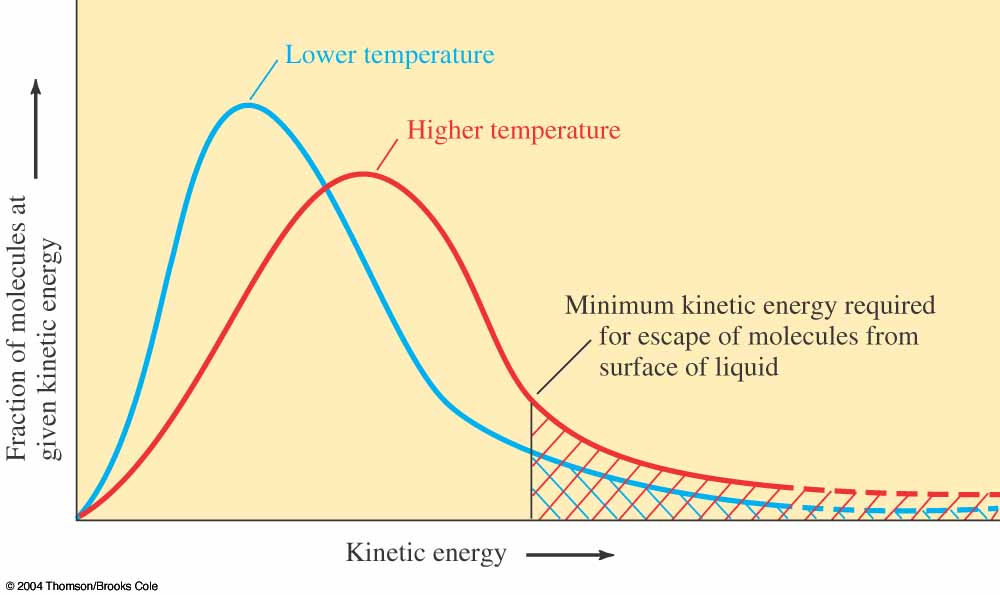 Lower temperature
Higher temperature
Fraction of molecules at
given kinetic energy
Minimum kinetic energy required
for escape of molecules from
surface of liquid
Kinetic energy
© 2004 Thomson/Brooks Cole